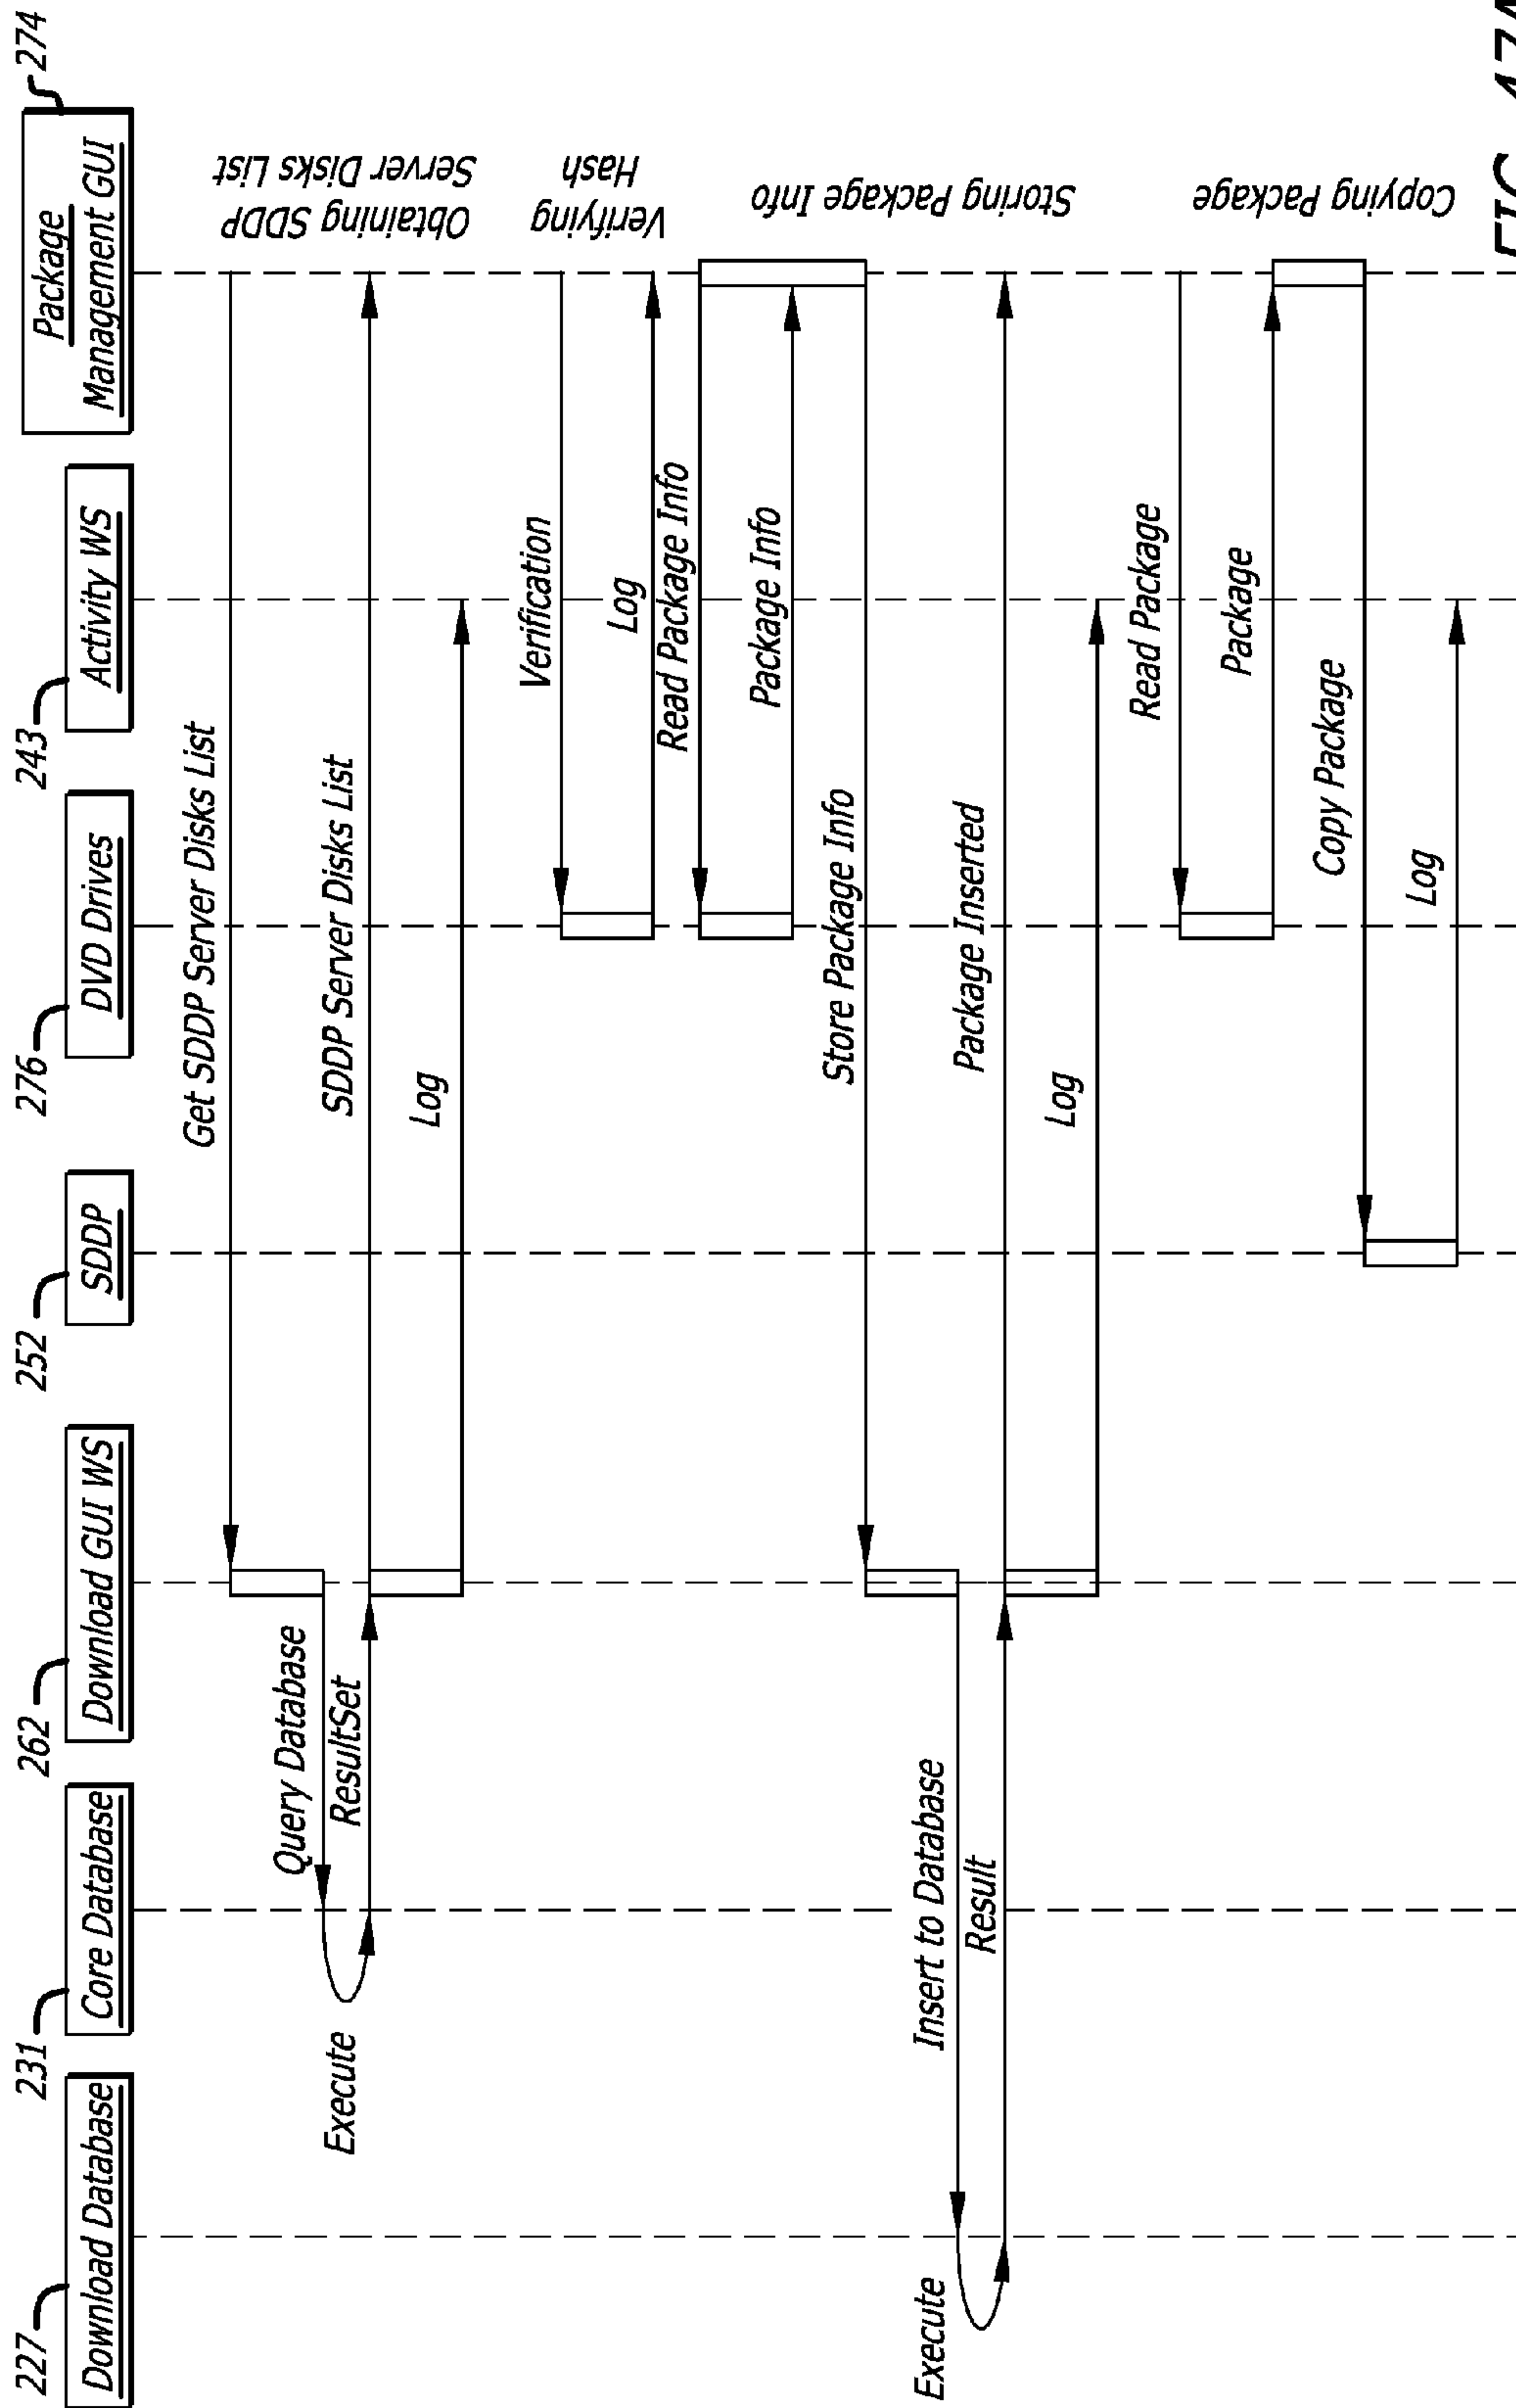 227
Download Database
231
Core Database
262
Download GUI WS
252
SDDP
276
DVD Drives
243
Activity WS
274
Package
Management GUI
Get SDDP Server Disks List
Query Database
Execute
ResultSet
SDDP Server Disks List
Log
Obtaining SDDP
Server Disks List
Verification
Log
Verifying
Hash
Read Package Info
Package Info
Store Package Info
Insert to Database
Execute
Result
Package Inserted
Log
Storing Package Info
Read Package
Package
Copy Package
Log
Copying Package